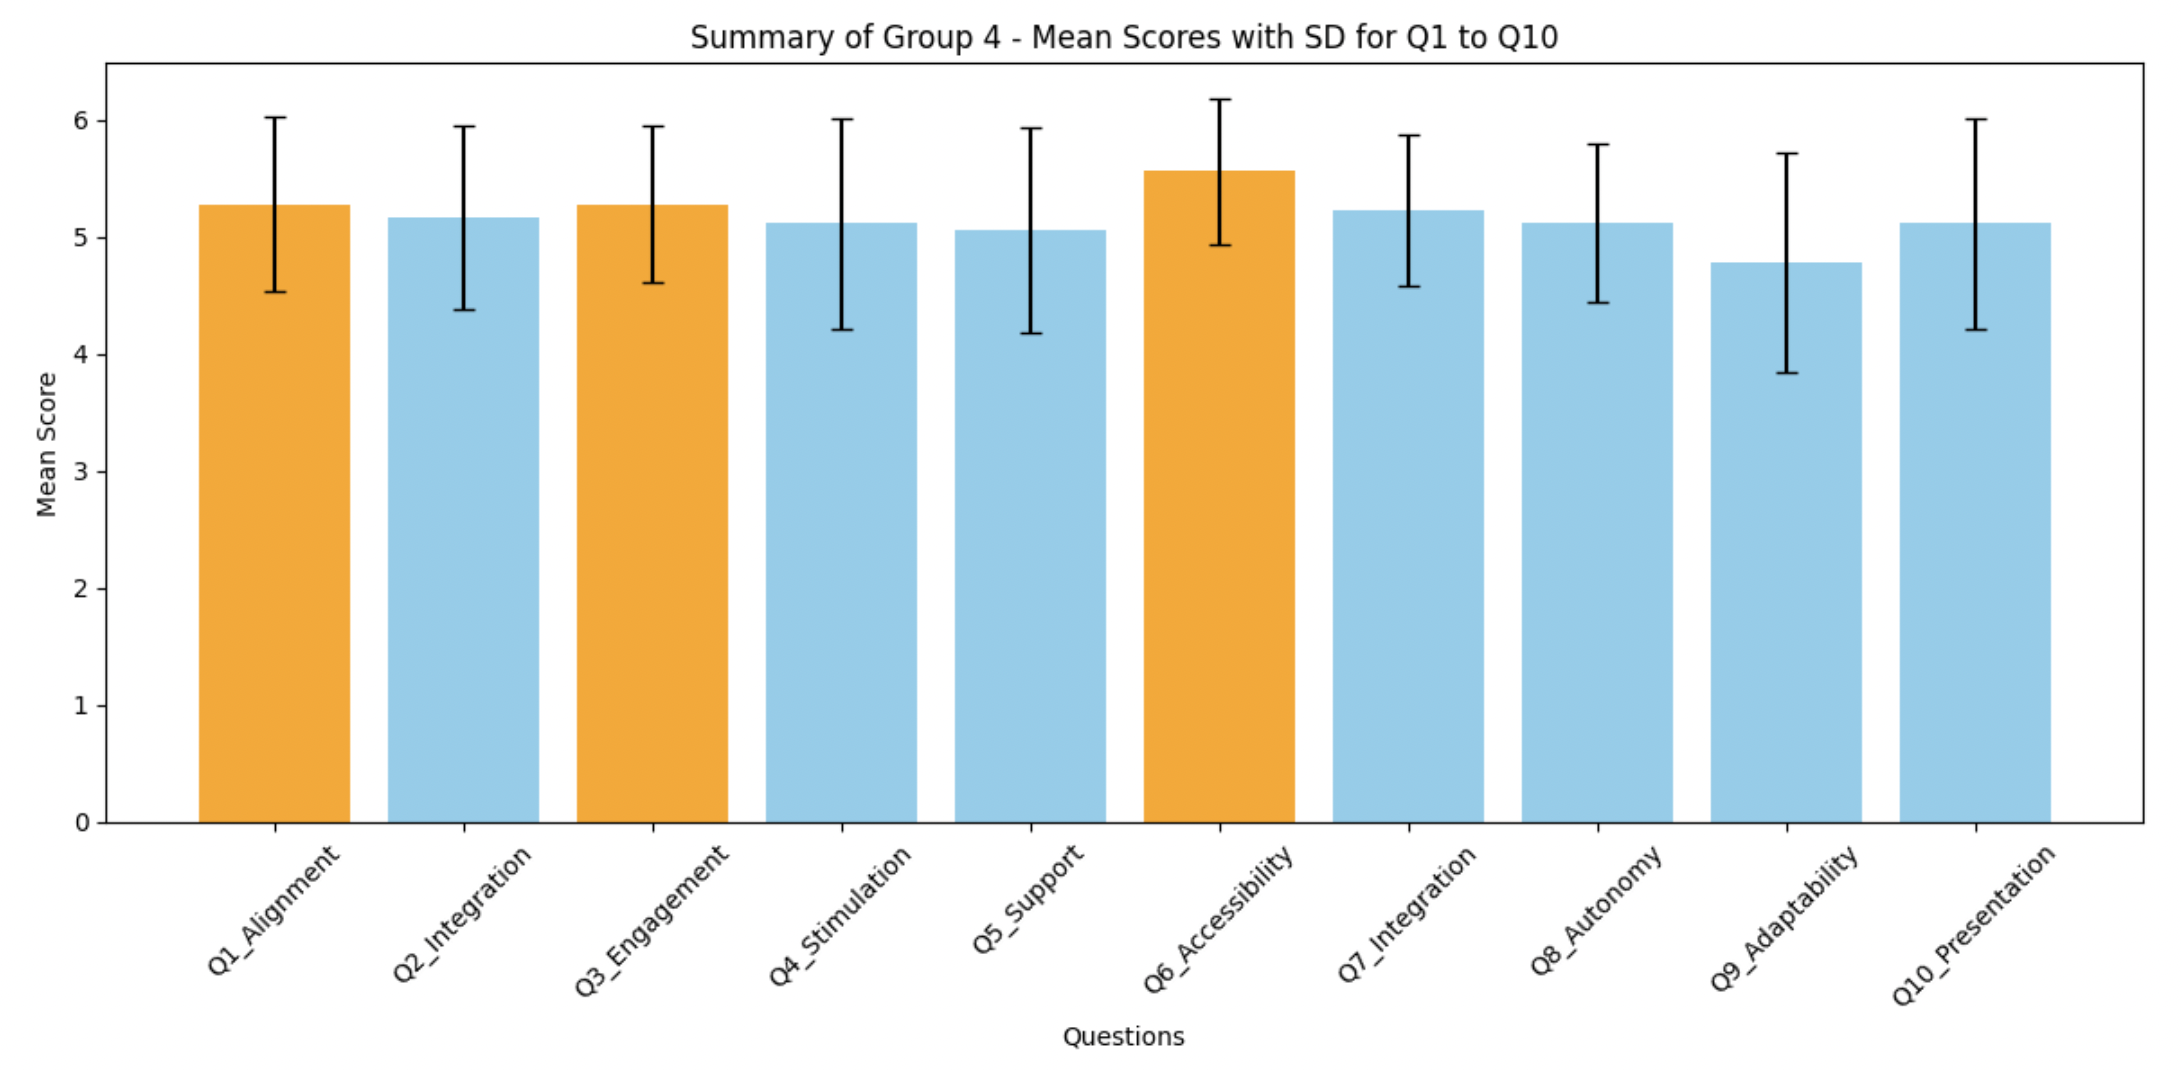 Summary of Group 4 - Mean Scores with SD for Q1 to Q10
Mean Score
6
5
4
3
2
1
0
Q1_Alignment
Q2_Integration
Q3_Engagement
Q4_Stimulation
Q5_Support
Q6_Accessibility
Q7_Integration
Q8_Autonomy
Q9_Adaptability
Q10_Presentation
Questions